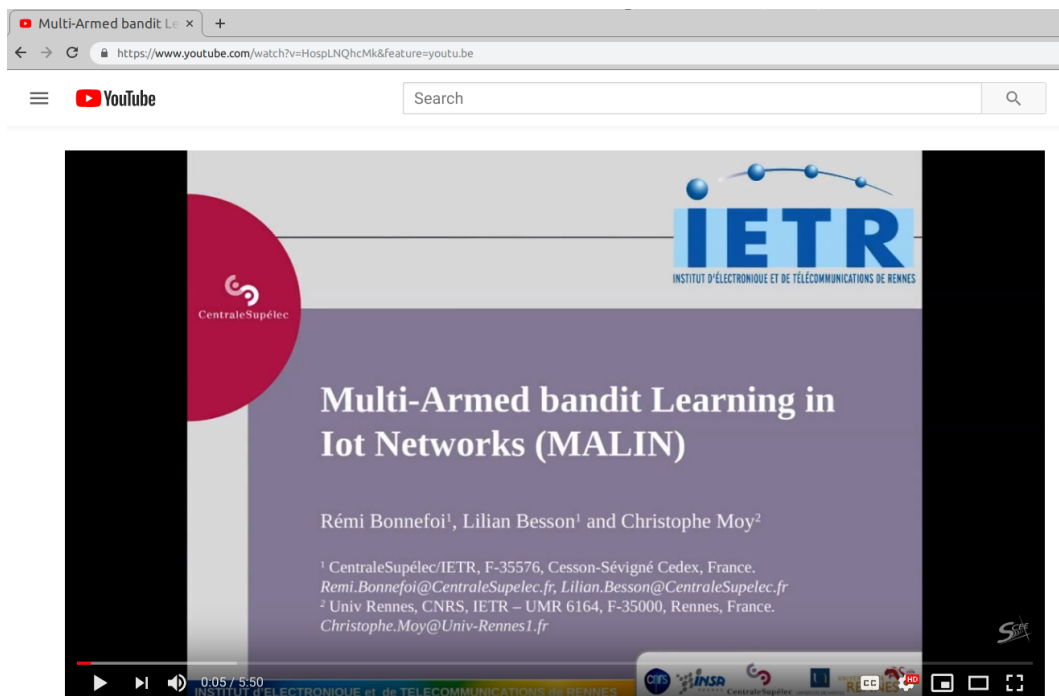 Multi-Armed bandit Le
https://www.youtube.com/watch?v=HospLNQhcMk&feature=youtu.be
YouTube
Search
IETR
INSTITUT D'ÉLECTRONIQUE ET DE TÉLÉCOMMUNICATIONS DE RENNES
CentraleSupélec
Multi-Armed bandit Learning in
Iot Networks (MALIN)
Rémi Bonnefoi¹, Lilian Besson¹ and Christophe Moy²
¹ CentraleSupélec/IETR, F-35576, Cesson-Sévigné Cedex, France.
Remi.Bonnefoi@CentraleSupelec.fr, Lilian.Besson@CentraleSupelec.fr
² Univ Rennes, CNRS, IETR – UMR 6164, F-35000, Rennes, France.
Christophe.Moy@Univ-Rennes1.fr
SCEE
0:05 / 5:50
CC
HD
INSTITUT d'ELECTRONIQUE et de TELECOMMUNICATIONS de RENNES
cnrs
INSA
CentraleSupélec